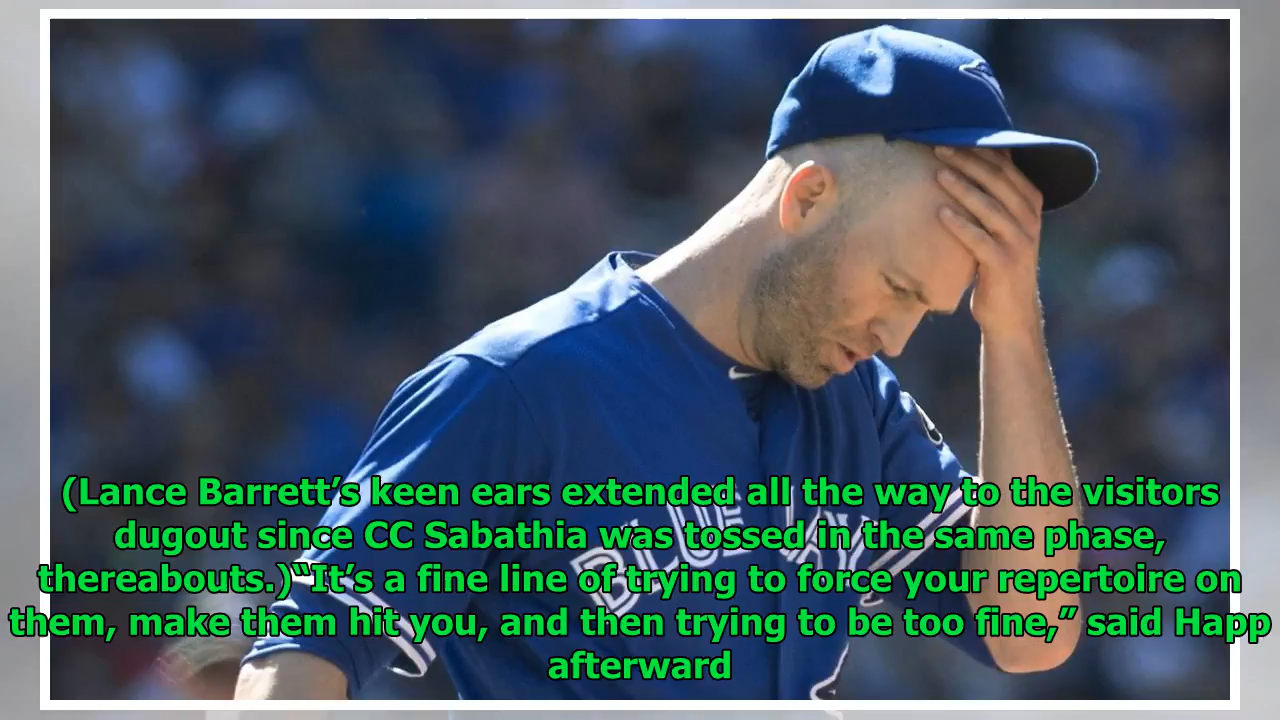 (Lance Barrett’s keen ears extended all the way to the visitors
dugout since CC Sabathia was tossed in the same phase,
thereabouts.)“It’s a fine line of trying to force your repertoire on
them, make them hit you, and then trying to be too fine,” said Happ
afterward
BLUE JAY